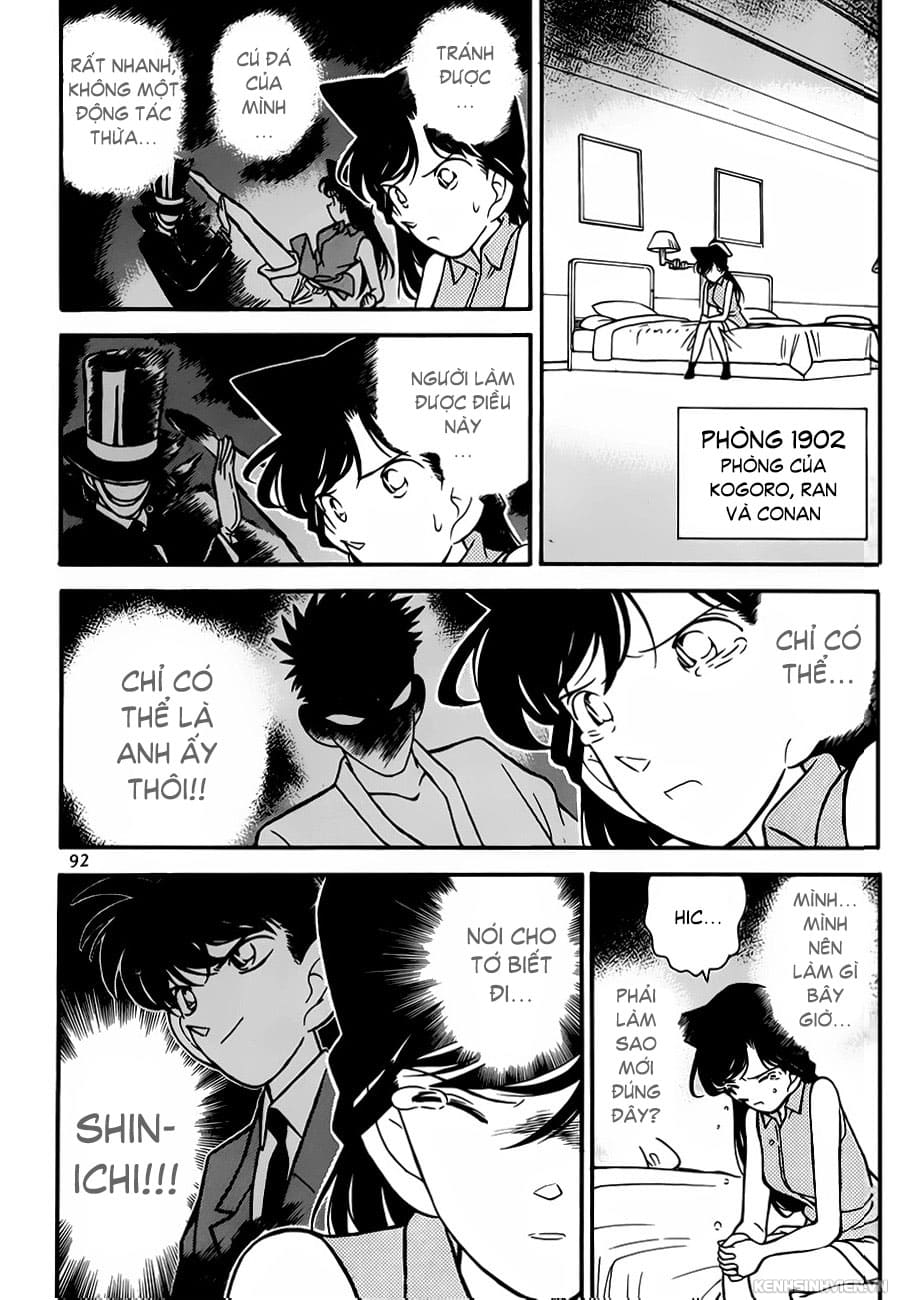 PHÒNG 1902
PHÒNG CỦA
KOGORO, RAN
VÀ CONAN
TRÁNH
ĐƯỢC
...
CÚ ĐÁ
CỦA
MÌNH
...
RẤT NHANH,
KHÔNG MỘT
ĐỘNG TÁC
THỪA...
NGƯỜI LÀM
ĐƯỢC ĐIỀU
NÀY
...
CHỈ CÓ
THỂ...
CHỈ CÓ
THỂ LÀ
ANH ẤY
THÔI!!
92
MÌNH...
MÌNH
NÊN
LÀM GÌ
BÂY
GIỜ...
HIC...
PHẢI
LÀM
SAO
MỚI
ĐÚNG
ĐÂY?
NÓI CHO
TỚ BIẾT
ĐI...
SHIN-
ICHI!!!
KENHSINHVIEN.VN